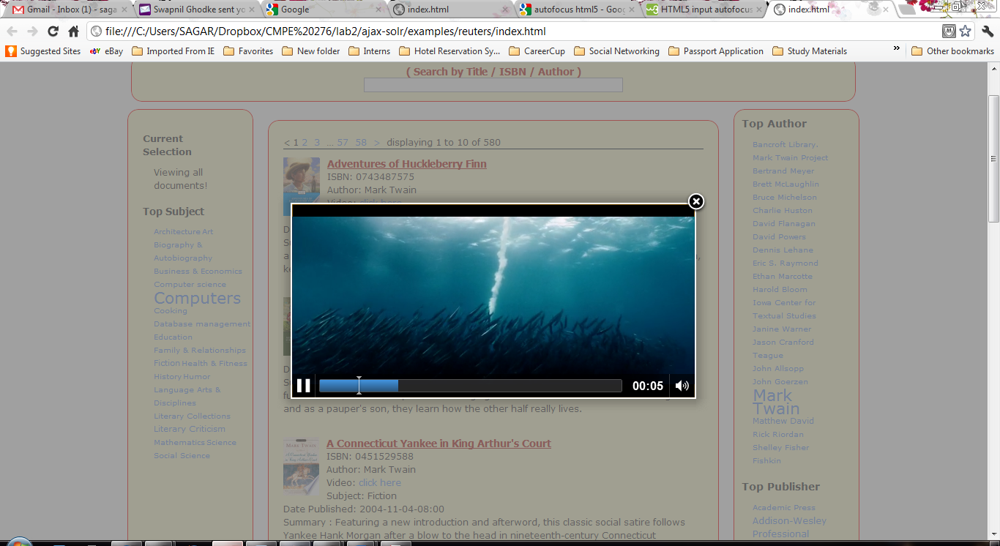 Gmail - Inbox (1) - saga
Swapnil Ghodke sent yo
Google
index.html
autofocus html5 - Goog
HTML5 input autofocus
index.html
file:///C:/Users/SAGAR/Dropbox/CMPE%20276/lab2/ajax-solr/examples/reuters/index.html
Suggested Sites
eBay
Imported From IE
Favorites
New folder
Interns
Hotel Reservation Sy...
CareerCup
Social Networking
Passport Application
Study Materials
»
Other bookmarks
( Search by Title / ISBN / Author )
Current
Selection
Viewing all
documents!
Top Subject
Architecture Art
Biography &
Autobiography
Business & Economics
Computer science
Computers
Cooking
Database management
Education
Family & Relationships
Fiction Health & Fitness
History Humor
Language Arts &
Disciplines
Literary Collections
Literary Criticism
Mathematics Science
Social Science
< 1 2 3 ... 57 58 > displaying 1 to 10 of 580
Adventures of Huckleberry Finn
ISBN: 0743487575
Author: Mark Twain
Video: click here
00:05
and as a pauper's son, they learn how the other half really lives.
A Connecticut Yankee in King Arthur's Court
ISBN: 0451529588
Author: Mark Twain
Video: click here
Subject: Fiction
Date Published: 2004-11-04-08:00
Summary : Featuring a new introduction and afterword, this classic social satire follows
Yankee Hank Morgan after a blow to the head in nineteenth-century Connecticut
Top Author
Bancroft Library.
Mark Twain Project
Bertrand Meyer
Brett McLaughlin
Bruce Michelson
Charlie Huston
David Flanagan
David Powers
Dennis Lehane
Eric S. Raymond
Ethan Marcotte
Harold Bloom
Iowa Center for
Textual Studies
Janine Warner
Jason Cranford
Teague
John Allsopp
John Goerzen
Mark
Twain
Matthew David
Rick Riordan
Shelley Fisher
Fishkin
Top Publisher
Academic Press
Addison-Wesley
Professional